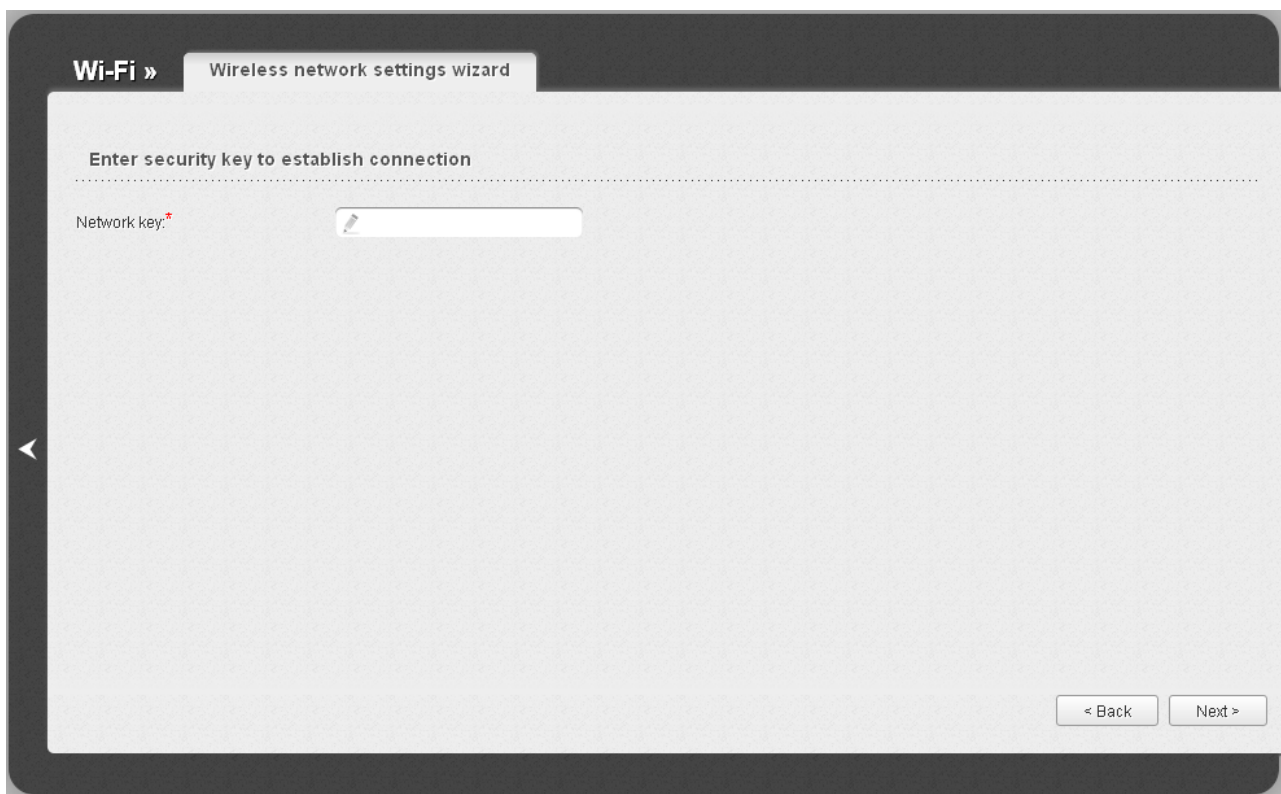 Wi-Fi » Wireless network settings wizard
Enter security key to establish connection
Network key:*
< Back Next >